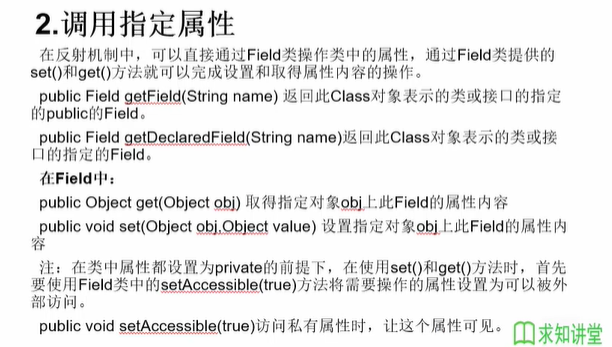 2.调用指定属性
在反射机制中，可以直接通过Field类操作类中的属性，通过Field类提供的
set()和get()方法就可以完成设置和取得属性内容的操作。
public Field getField(String name) 返回此Class对象表示的类或接口的指定
的public的Field。
public Field getDeclaredField(String name)返回此Class对象表示的类或接
口的指定的Field。
在Field中：
public Object get(Object obj) 取得指定对象obj上此Field的属性内容
public void set(Object obj,Object value) 设置指定对象obj上此Field的属性内
容
注：在类中属性都设置为private的前提下，在使用set()和get()方法时，首先
要使用Field类中的setAccessible(true)方法将需要操作的属性设置为可以被外
部访问。
public void setAccessible(true)访问私有属性时，让这个属性可见。
求知讲堂